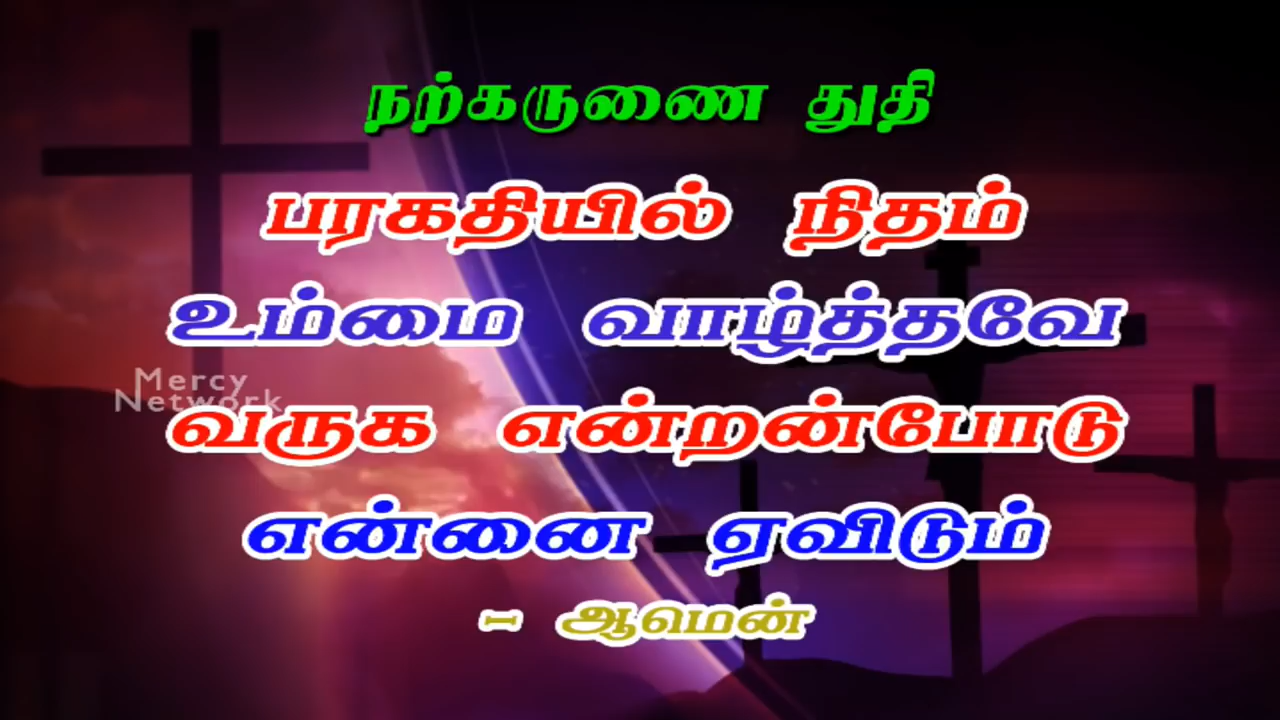 நற்கருணை துதி
பரகதியில் நிதம்
உம்மை வாழ்த்தவே
Mercy
Network
வருக என்றன்போடு
என்னை ஏவிடும்
- ஆமென்